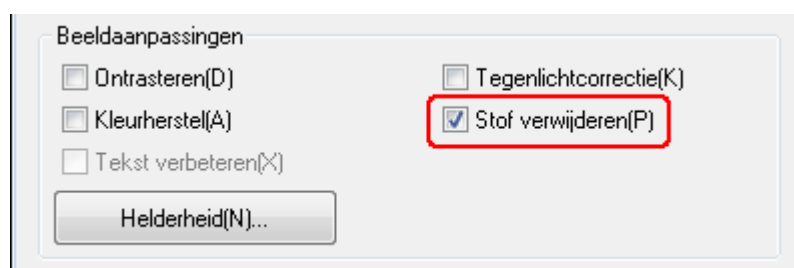 Beeldaanpassingen
Ontrasteren(D)
Tegenlichtcorrectie(K)
Kleurherstel(A)
Stof verwijderen(P)
Tekst verbeteren(X)
Helderheid(N)...